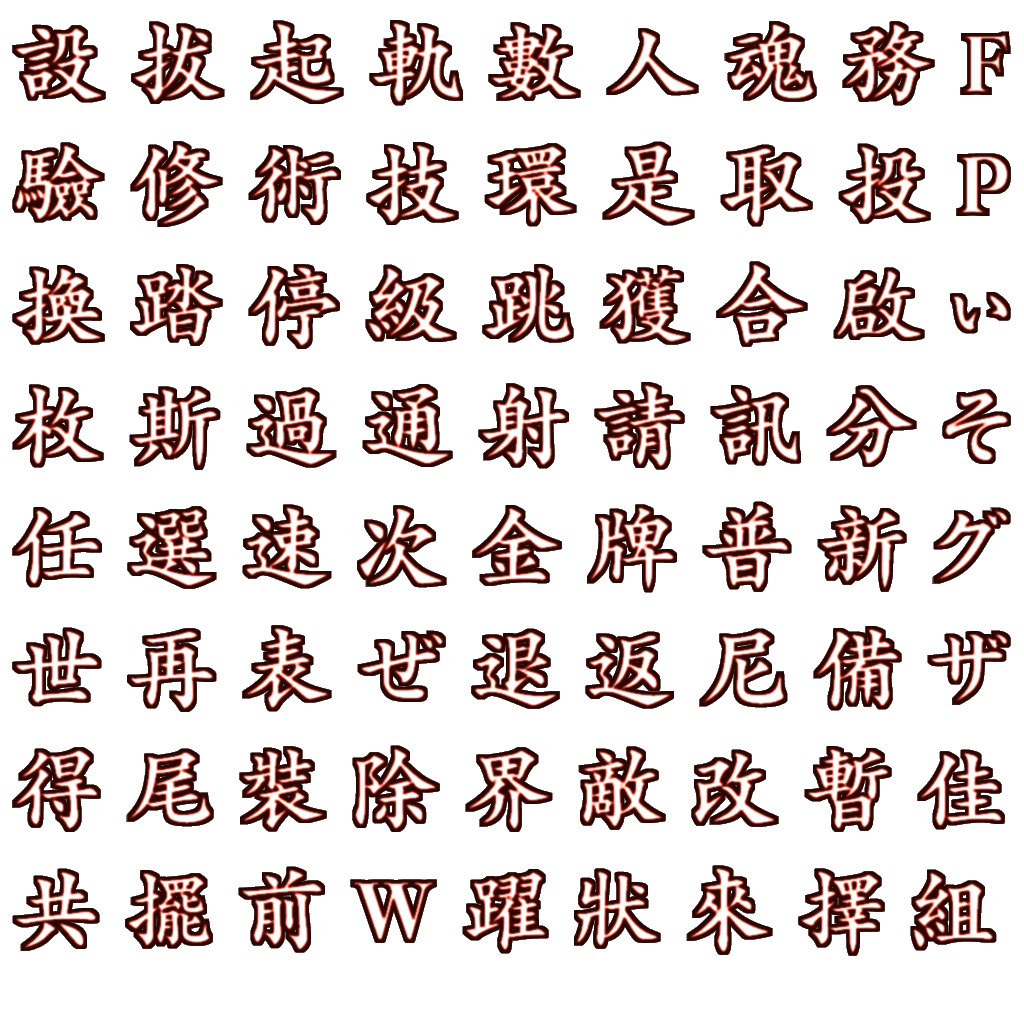 設拔起軌數人魂務F
驗修術技環是取投P
換踏停級跳獲合啟ぃ
枚斯過通射請訊分そ
任選速次金牌普新グ
世再表ぜ退返尼備ザ
得尾裝除界敵改暫佳
共擺前W躍狀來擇組